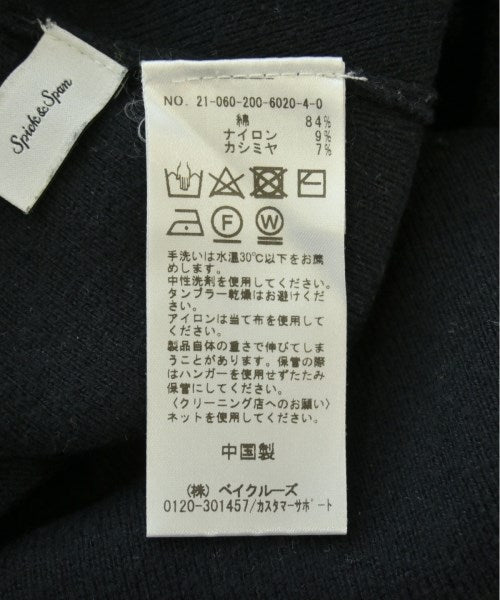 Spick & Span
NO. 21-060-200-6020-4-0
綿 84%
ナイロン 9%
カシミヤ 7%
F W
手洗いは水温30℃以下をお薦
めします。
中性洗剤を使用してください。
タンブラー乾燥はお避けくだ
さい。
アイロンは当て布を使用して
ください。
製品自体の重さで伸びてしま
うことがあります。保管の際
はハンガーを使用せずたたみ
保管にしてください。
〈クリーニング店へのお願い〉
ネットを使用してください。
中国製
(株) ベイクルーズ
0120-301457/カスタマーサポート